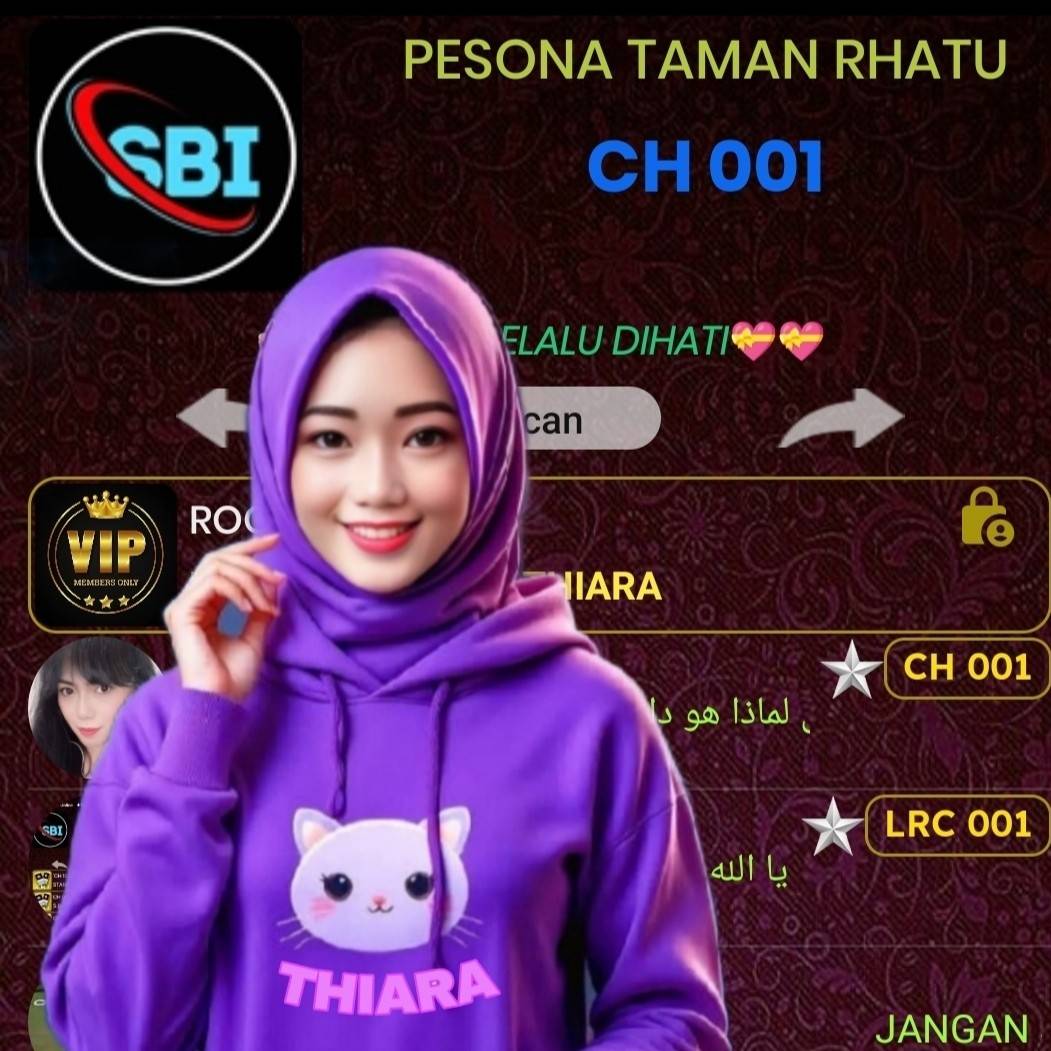 SBI
PESONA TAMAN RHATU
CH 001
ELALU DIHATI💝💝
can
VIP
MEMBERS ONLY
HIARA
CH 001
لماذا هو
LRC 001
يا الله
SBI
THIARA
JANGAN